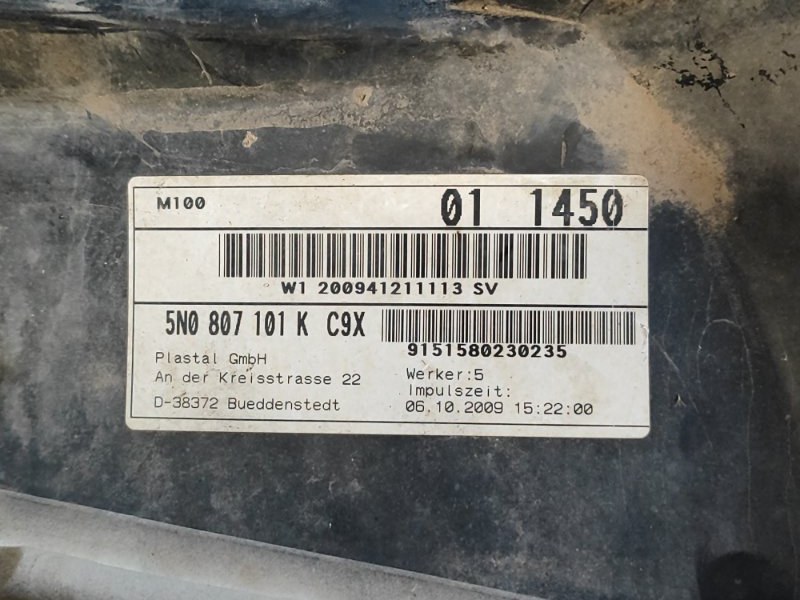 M100 01 1450
W1 200941211113 SV
5N0 807 101 K C9X
9151580230235
Plastal GmbH
An der Kreisstrasse 22
D-38372 Bueddenstedt
Werker:5
Impulszeit:
06.10.2009 15:22:00